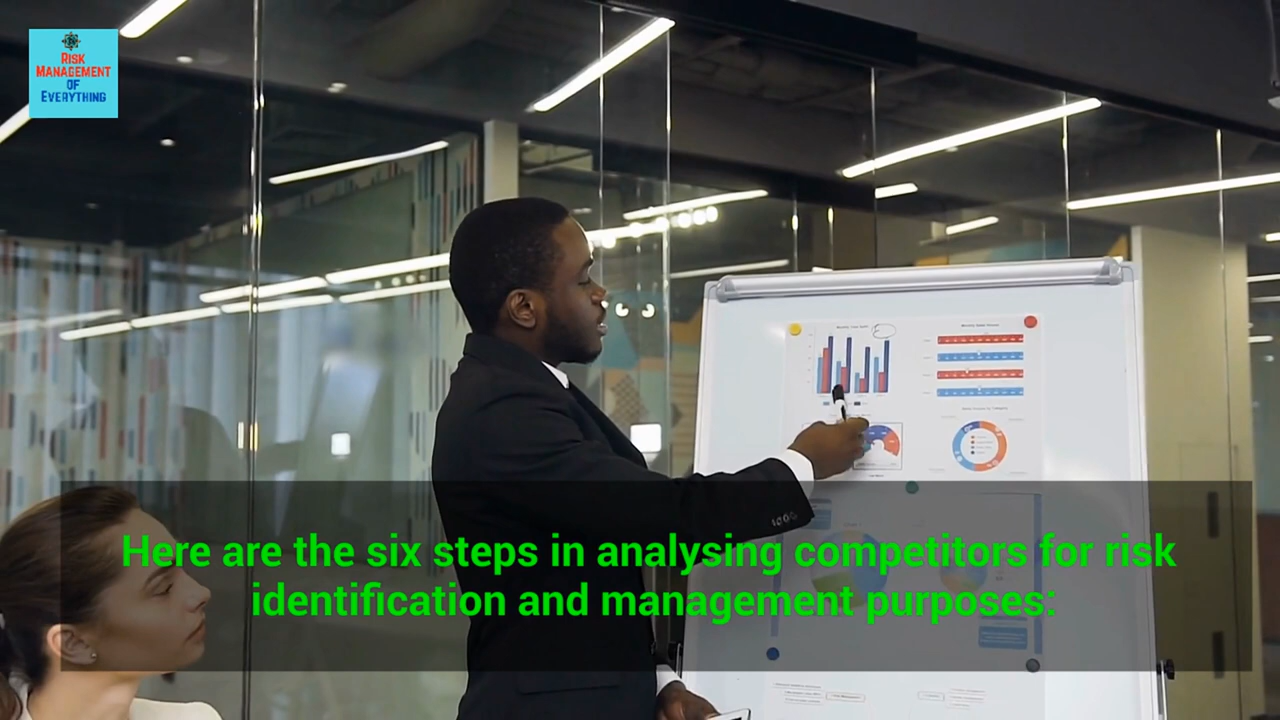 Risk
Management
of
Everything
Here are the six steps in analysing competitors for risk
identification and management purposes: